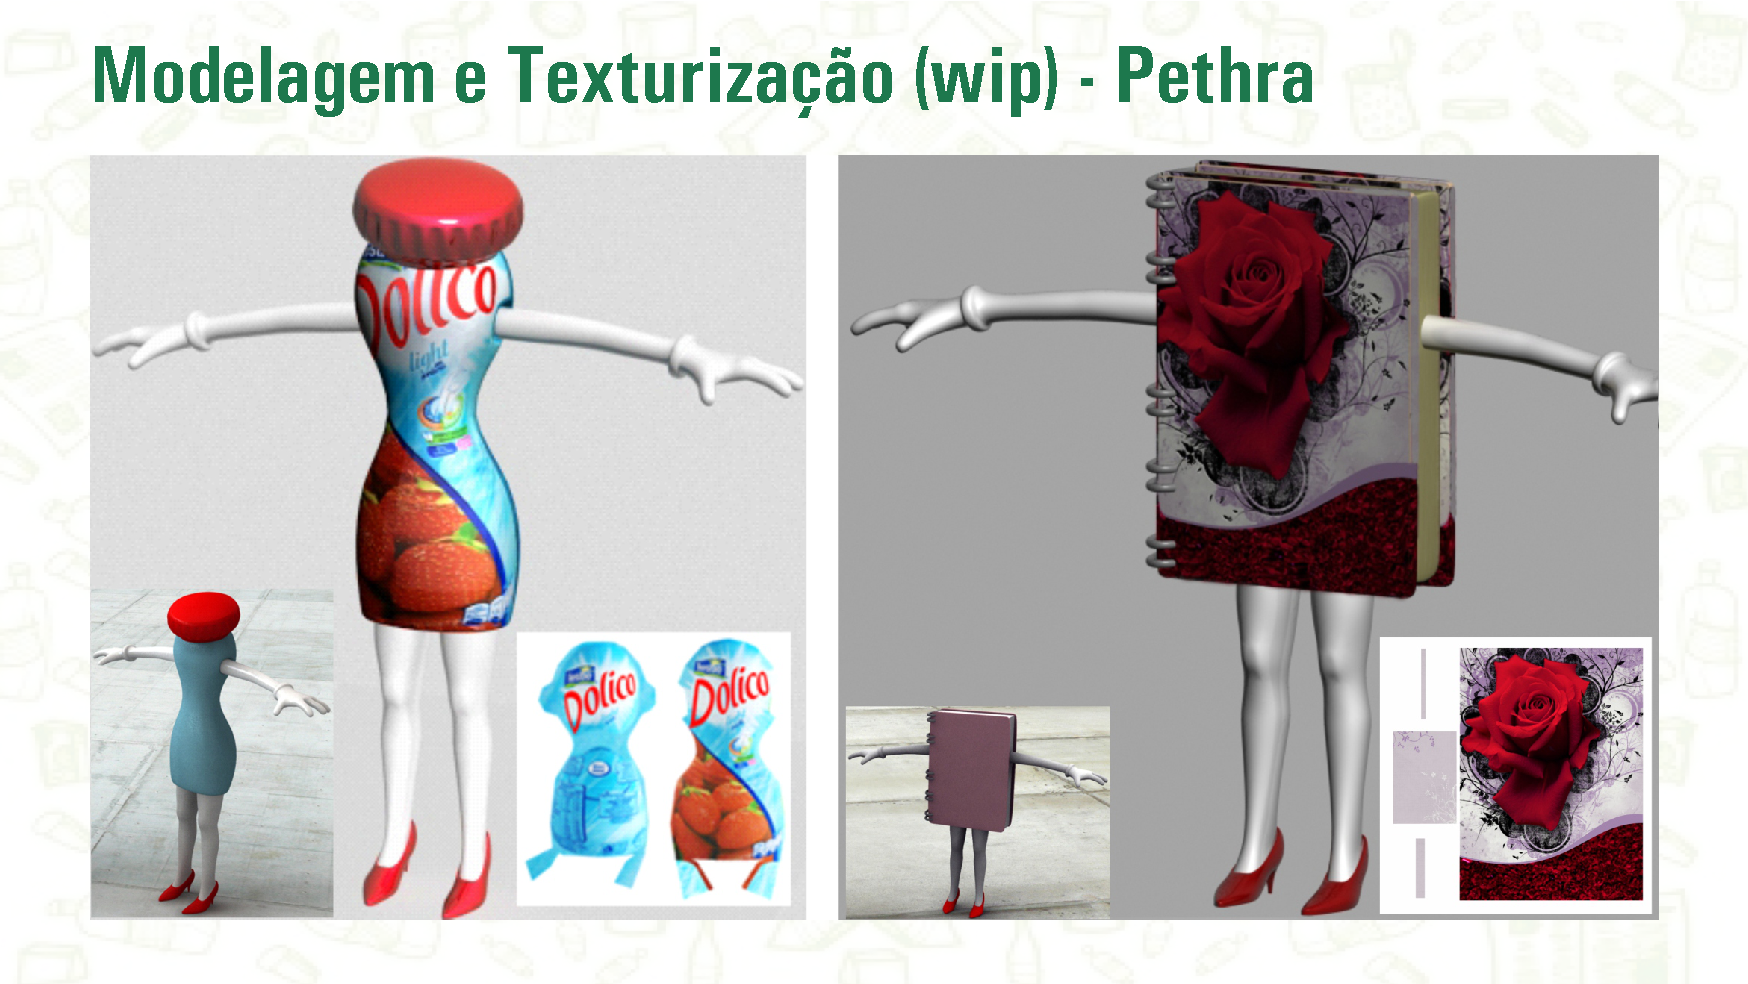 Modelagem e Texturização (wip) - Pethra
Dolico
light
Dolico
Dolico